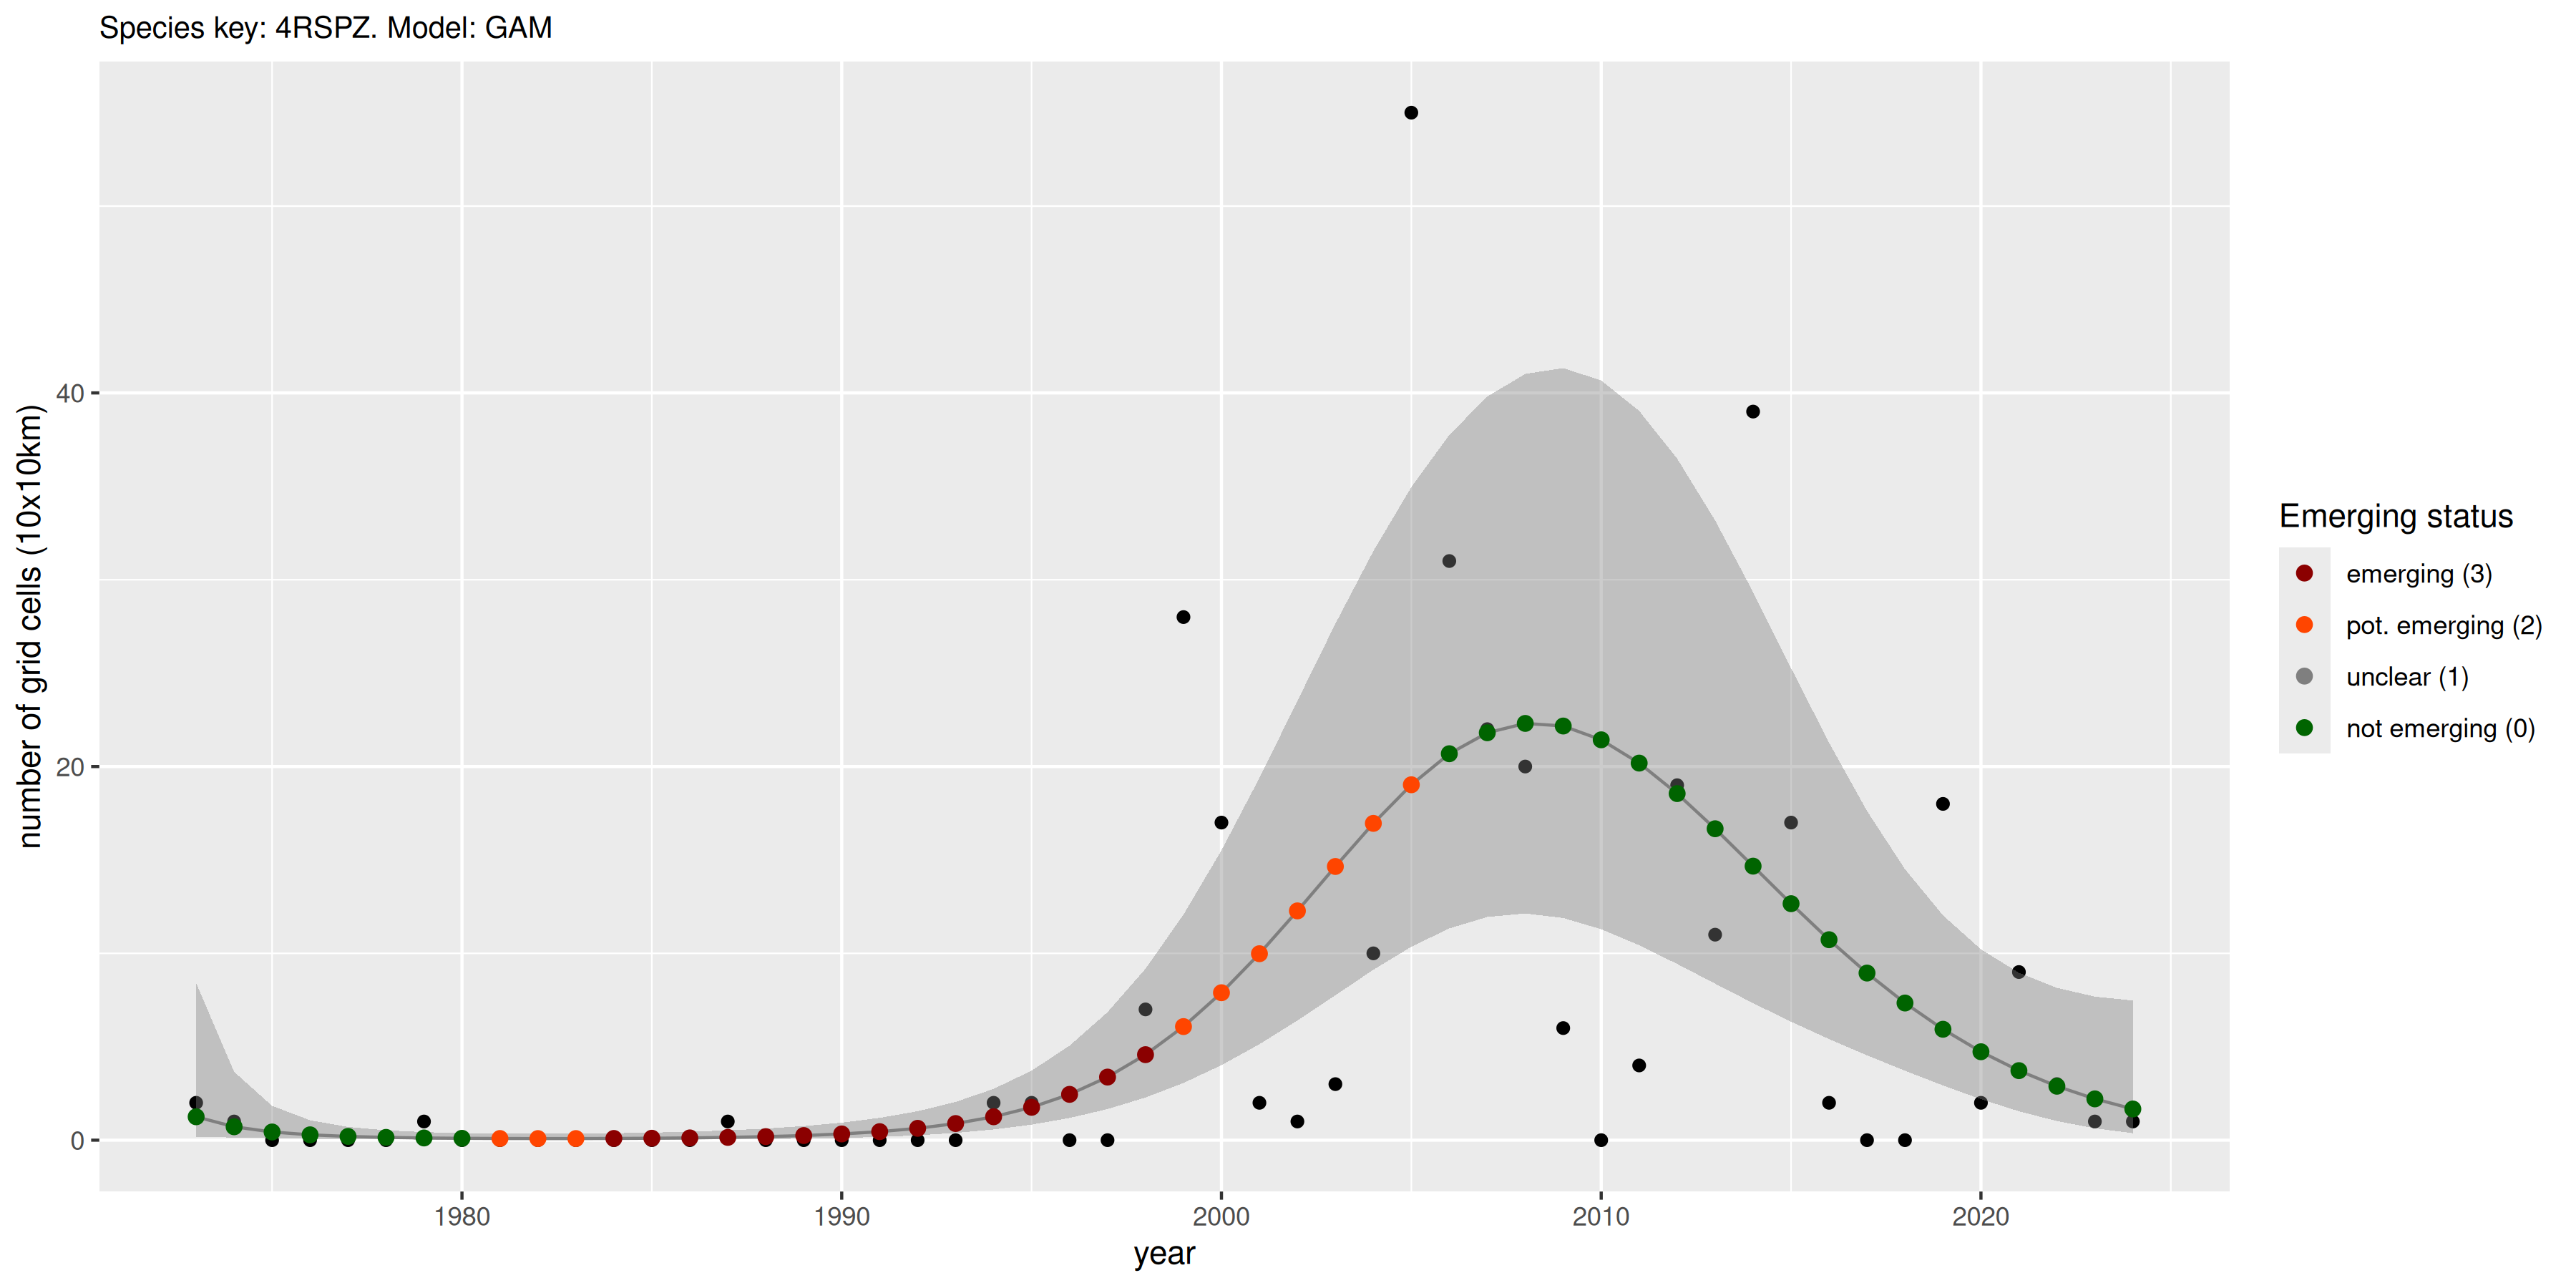 Species key: 4RSPZ. Model: GAM
number of grid cells (10x10km)
40
20
0
1980
1990
2000
2010
2020
year
Emerging status
emerging (3)
pot. emerging (2)
unclear (1)
not emerging (0)